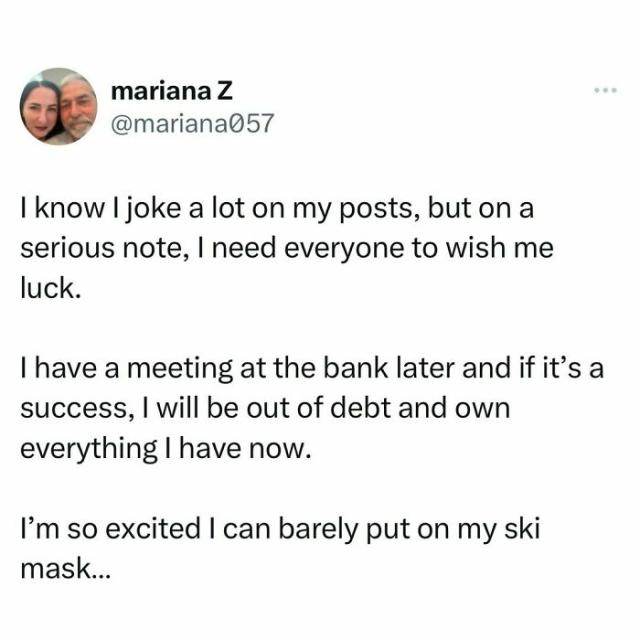 mariana Z
@mariana057
I know I joke a lot on my posts, but on a
serious note, I need everyone to wish me
luck.
I have a meeting at the bank later and if it’s a
success, I will be out of debt and own
everything I have now.
I’m so excited I can barely put on my ski
mask...